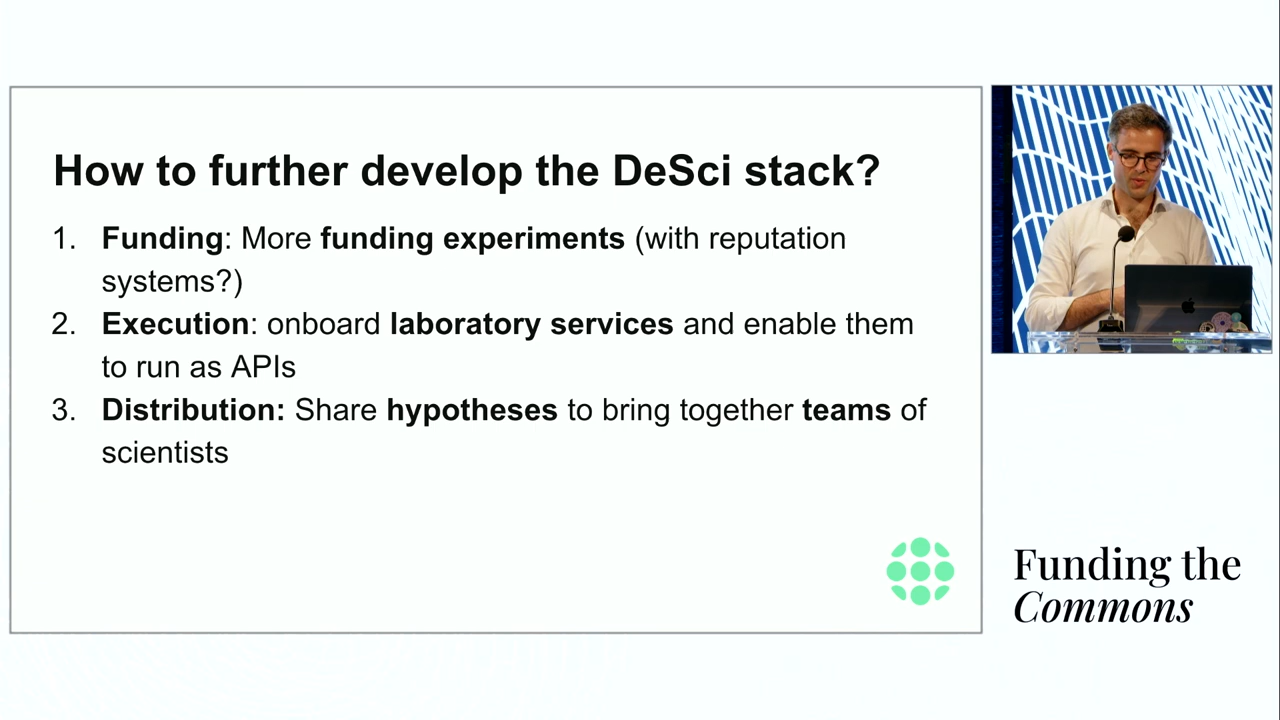 How to further develop the DeSci stack?
1. Funding: More funding experiments (with reputation
systems?)
2. Execution: onboard laboratory services and enable them
to run as APIs
3. Distribution: Share hypotheses to bring together teams of
scientists
Funding the
Commons